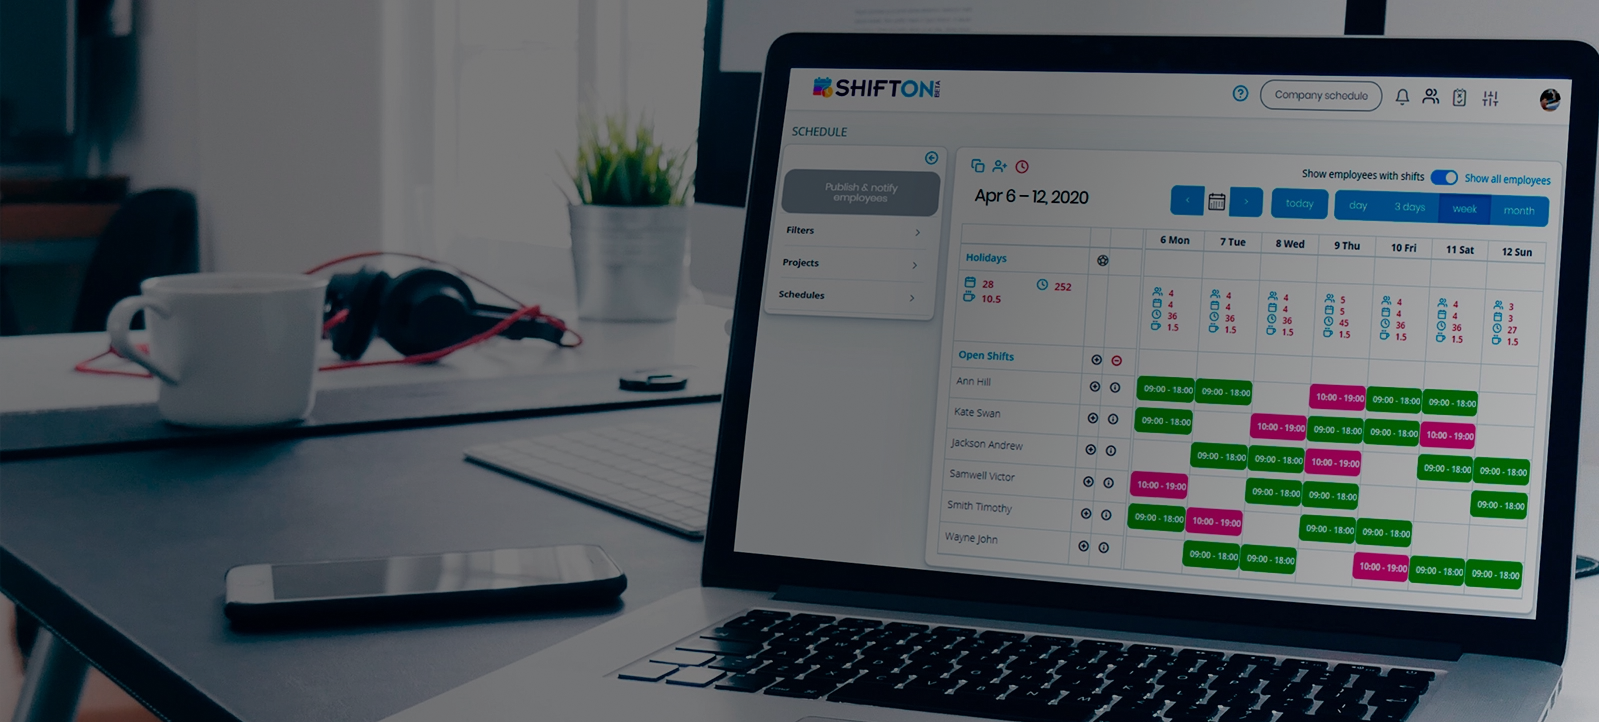 SHIFTON BETA
Company schedule
SCHEDULE
Publish & notify
employees
Filters
Projects
Schedules
Show employees with shifts Show all employees
Apr 6 – 12, 2020
today day 3 days week month
6 Mon 7 Tue 8 Wed 9 Thu 10 Fri 11 Sat 12 Sun
Holidays
28 252
10.5
4 4 4 5 4 4 3
4 4 4 5 4 4 3
36 36 36 45 36 36 27
1.5 1.5 1.5 1.5 1.5 1.5 1.5
Open Shifts
Ann Hill 09:00 - 18:00 09:00 - 18:00 10:00 - 19:00 09:00 - 18:00 09:00 - 18:00
Kate Swan 09:00 - 18:00 10:00 - 19:00 09:00 - 18:00 09:00 - 18:00 10:00 - 19:00
Jackson Andrew 09:00 - 18:00 09:00 - 18:00 10:00 - 19:00 09:00 - 18:00 09:00 - 18:00
Samwell Victor 10:00 - 19:00 09:00 - 18:00 09:00 - 18:00 09:00 - 18:00
Smith Timothy 09:00 - 18:00 10:00 - 19:00 09:00 - 18:00 09:00 - 18:00
Wayne John 09:00 - 18:00 09:00 - 18:00 10:00 - 19:00 09:00 - 18:00 09:00 - 18:00